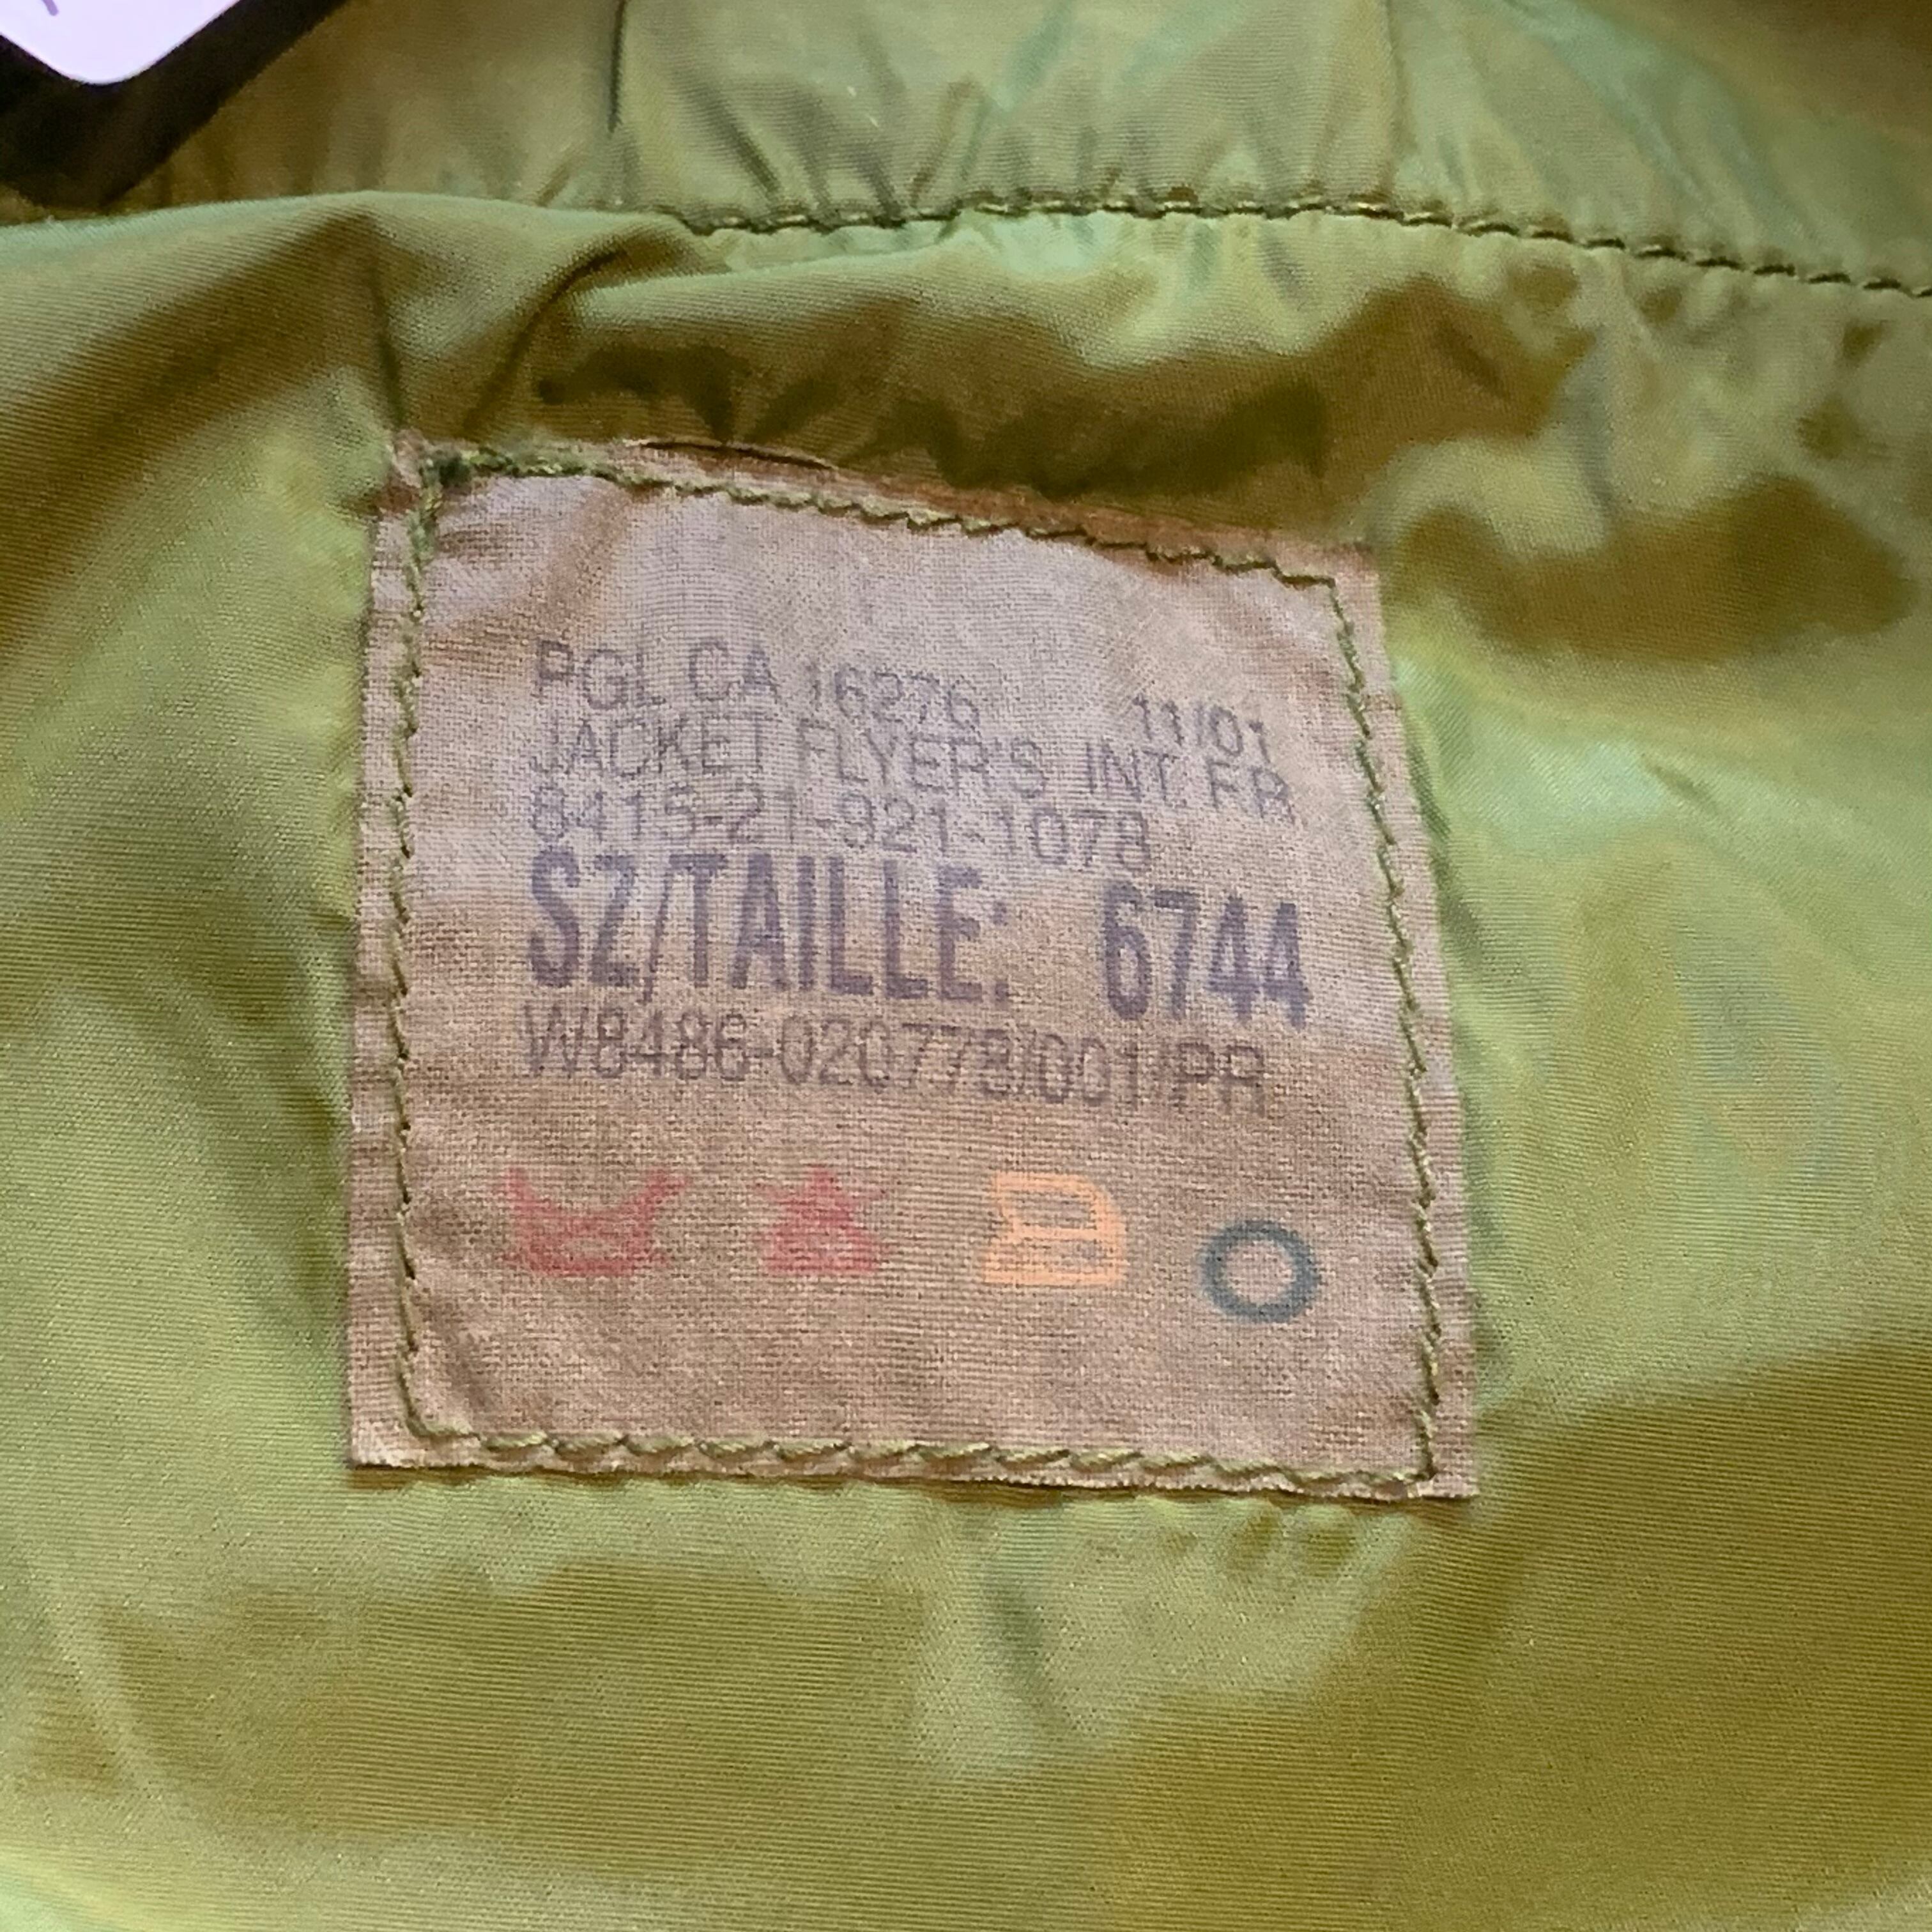 PGL CA 16276 11/01
JACKET FLYER'S INT. FR
8415-21-921-1078
SZ/TAILLE: 6744
W8486-020778/001/PR